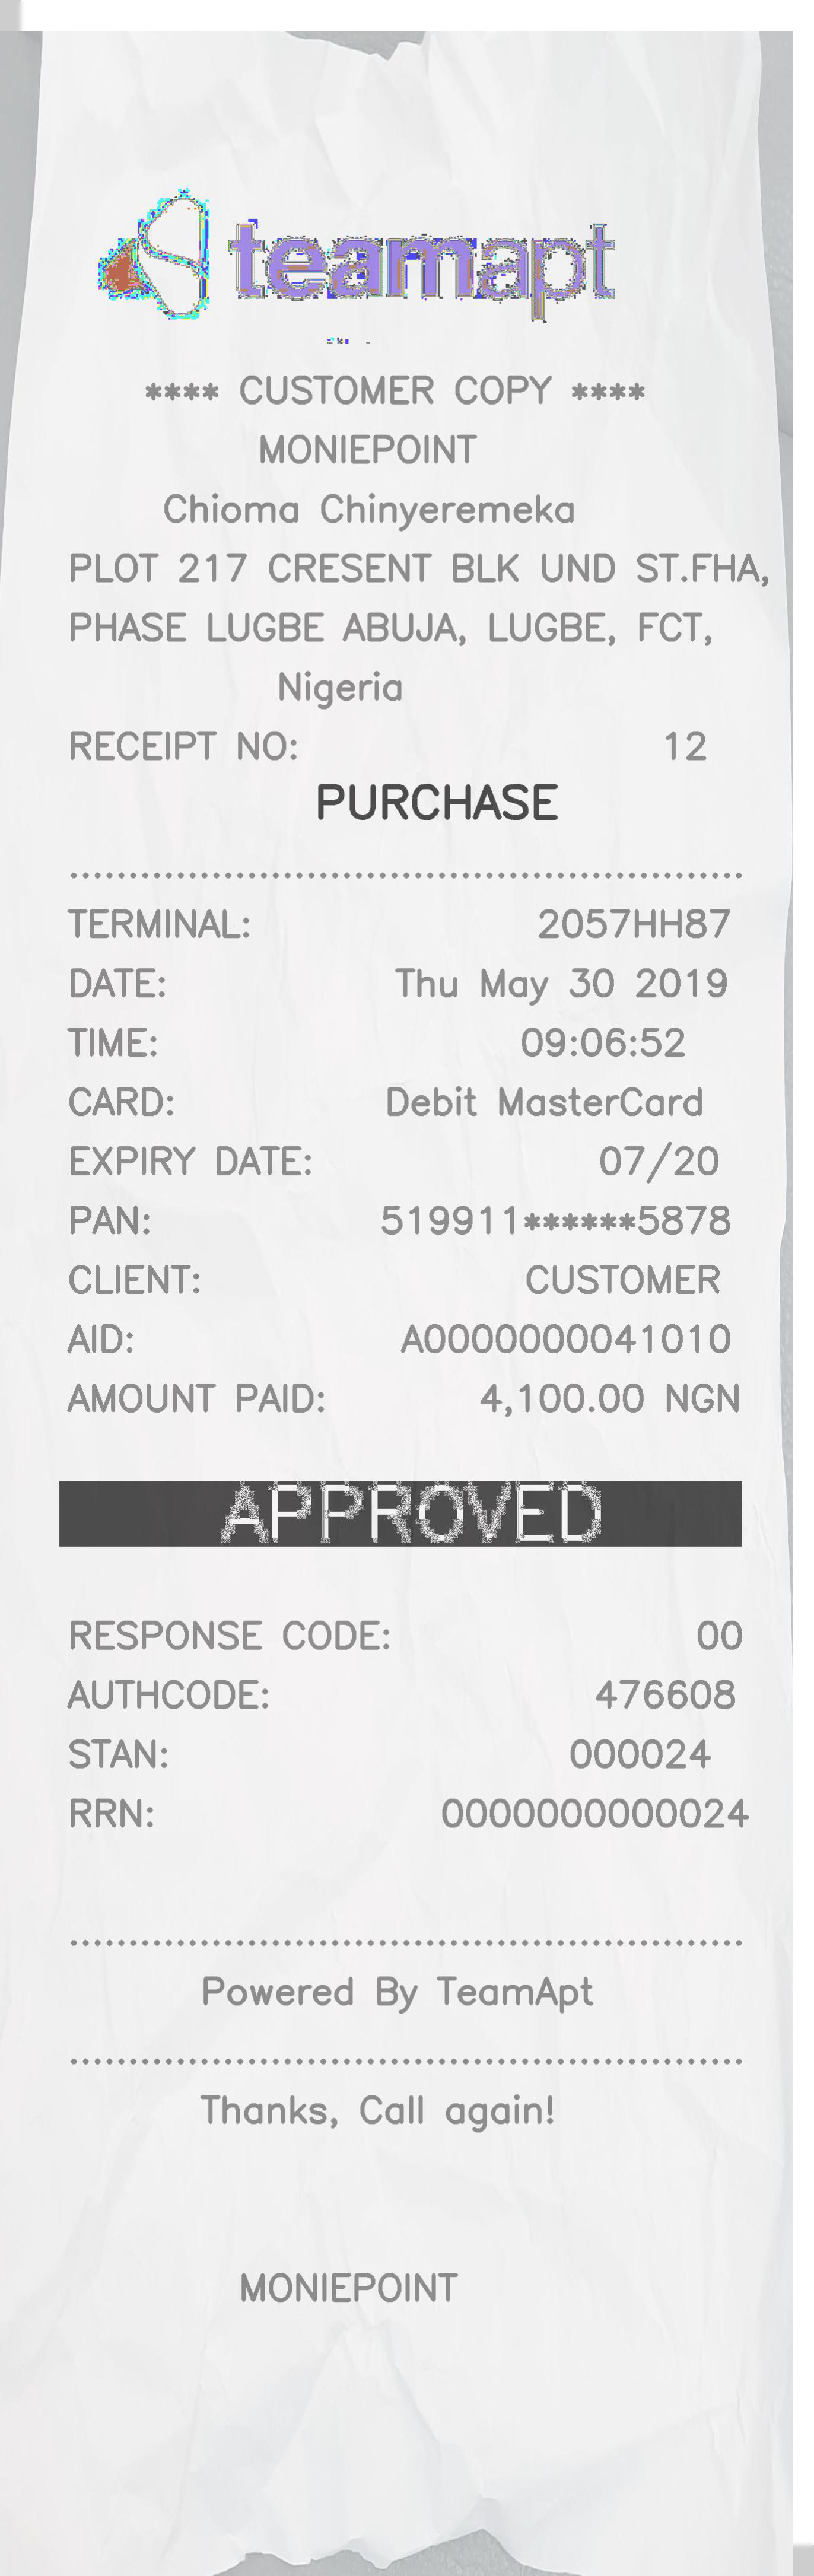 teamapt
**** CUSTOMER COPY ****
MONIEPOINT
Chioma Chinyeremeka
PLOT 217 CRESENT BLK UND ST.FHA,
PHASE LUGBE ABUJA, LUGBE, FCT,
Nigeria
RECEIPT NO: 12
PURCHASE
TERMINAL: 2057HH87
DATE: Thu May 30 2019
TIME: 09:06:52
CARD: Debit MasterCard
EXPIRY DATE: 07/20
PAN: 519911******5878
CLIENT: CUSTOMER
AID: A0000000041010
AMOUNT PAID: 4,100.00 NGN
APPROVED
RESPONSE CODE: 00
AUTHCODE: 476608
STAN: 000024
RRN: 0000000000024
Powered By TeamApt
Thanks, Call again!
MONIEPOINT